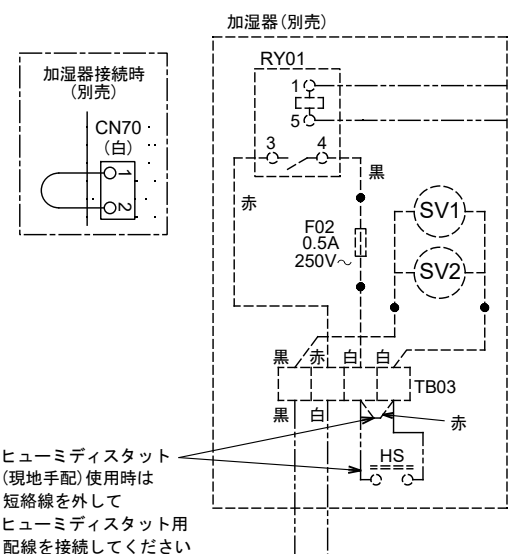 加湿器(別売)
加湿器接続時
(別売)
CN70
(白)
1
2
RY01
1
5
3
4
赤
黒
F02
0.5A
250V～
SV1
SV2
黒 赤 白 白
TB03
黒 白
赤
HS
ヒューミディスタット
(現地手配)使用時は
短絡線を外して
ヒューミディスタット用
配線を接続してください